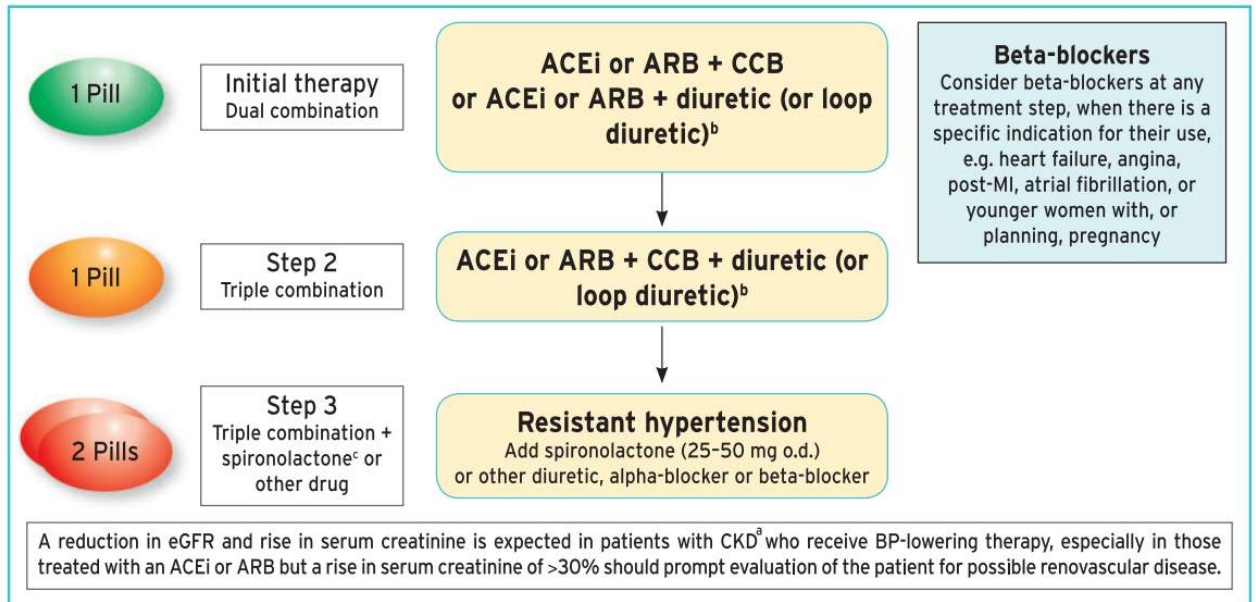 1 Pill
Initial therapy
Dual combination
ACEi or ARB + CCB
or ACEi or ARB + diuretic (or loop
diuretic)ᵇ
Beta-blockers
Consider beta-blockers at any
treatment step, when there is a
specific indication for their use,
e.g. heart failure, angina,
post-MI, atrial fibrillation, or
younger women with, or
planning, pregnancy
1 Pill
Step 2
Triple combination
ACEi or ARB + CCB + diuretic (or
loop diuretic)ᵇ
2 Pills
Step 3
Triple combination +
spironolactoneᶜ or
other drug
Resistant hypertension
Add spironolactone (25–50 mg o.d.)
or other diuretic, alpha-blocker or beta-blocker
A reduction in eGFR and rise in serum creatinine is expected in patients with CKDᵃ who receive BP-lowering therapy, especially in those
treated with an ACEi or ARB but a rise in serum creatinine of >30% should prompt evaluation of the patient for possible renovascular disease.